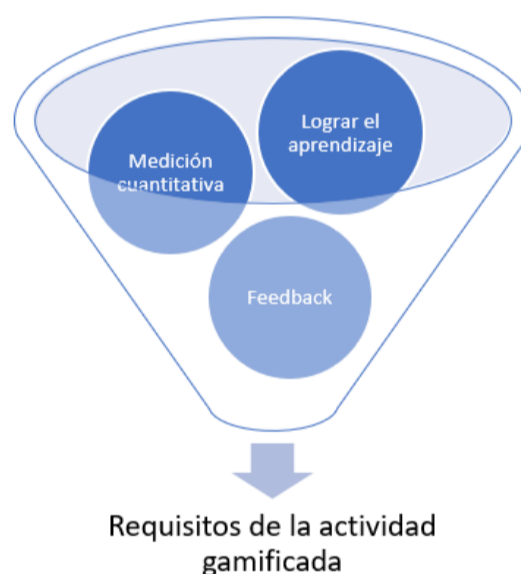 Lograr el
aprendizaje
Medición
cuantitativa
Feedback
Requisitos de la actividad
gamificada